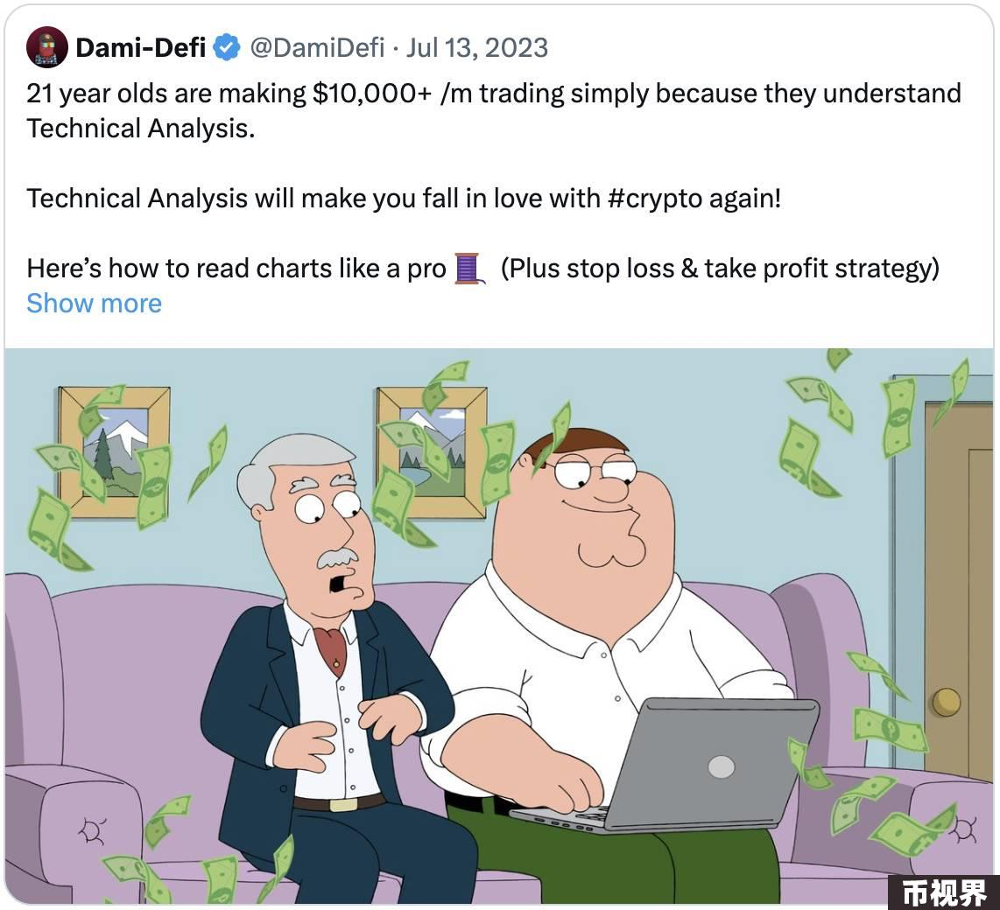 Dami-Defi @DamiDefi · Jul 13, 2023
21 year olds are making $10,000+ /m trading simply because they understand
Technical Analysis.
Technical Analysis will make you fall in love with #crypto again!
Here’s how to read charts like a pro 🧵 (Plus stop loss & take profit strategy)
Show more
币视界